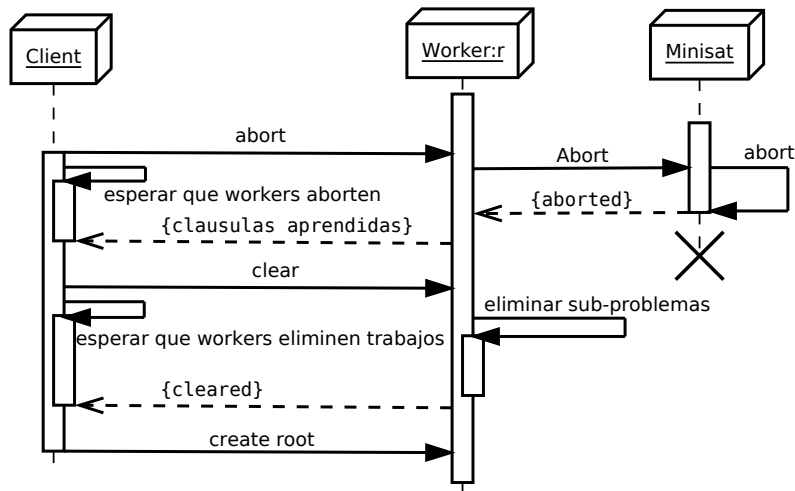 Client
Worker:r
Minisat
abort
Abort
abort
esperar que workers aborten
{aborted}
{clausulas aprendidas}
clear
eliminar sub-problemas
esperar que workers eliminen trabajos
{cleared}
create root